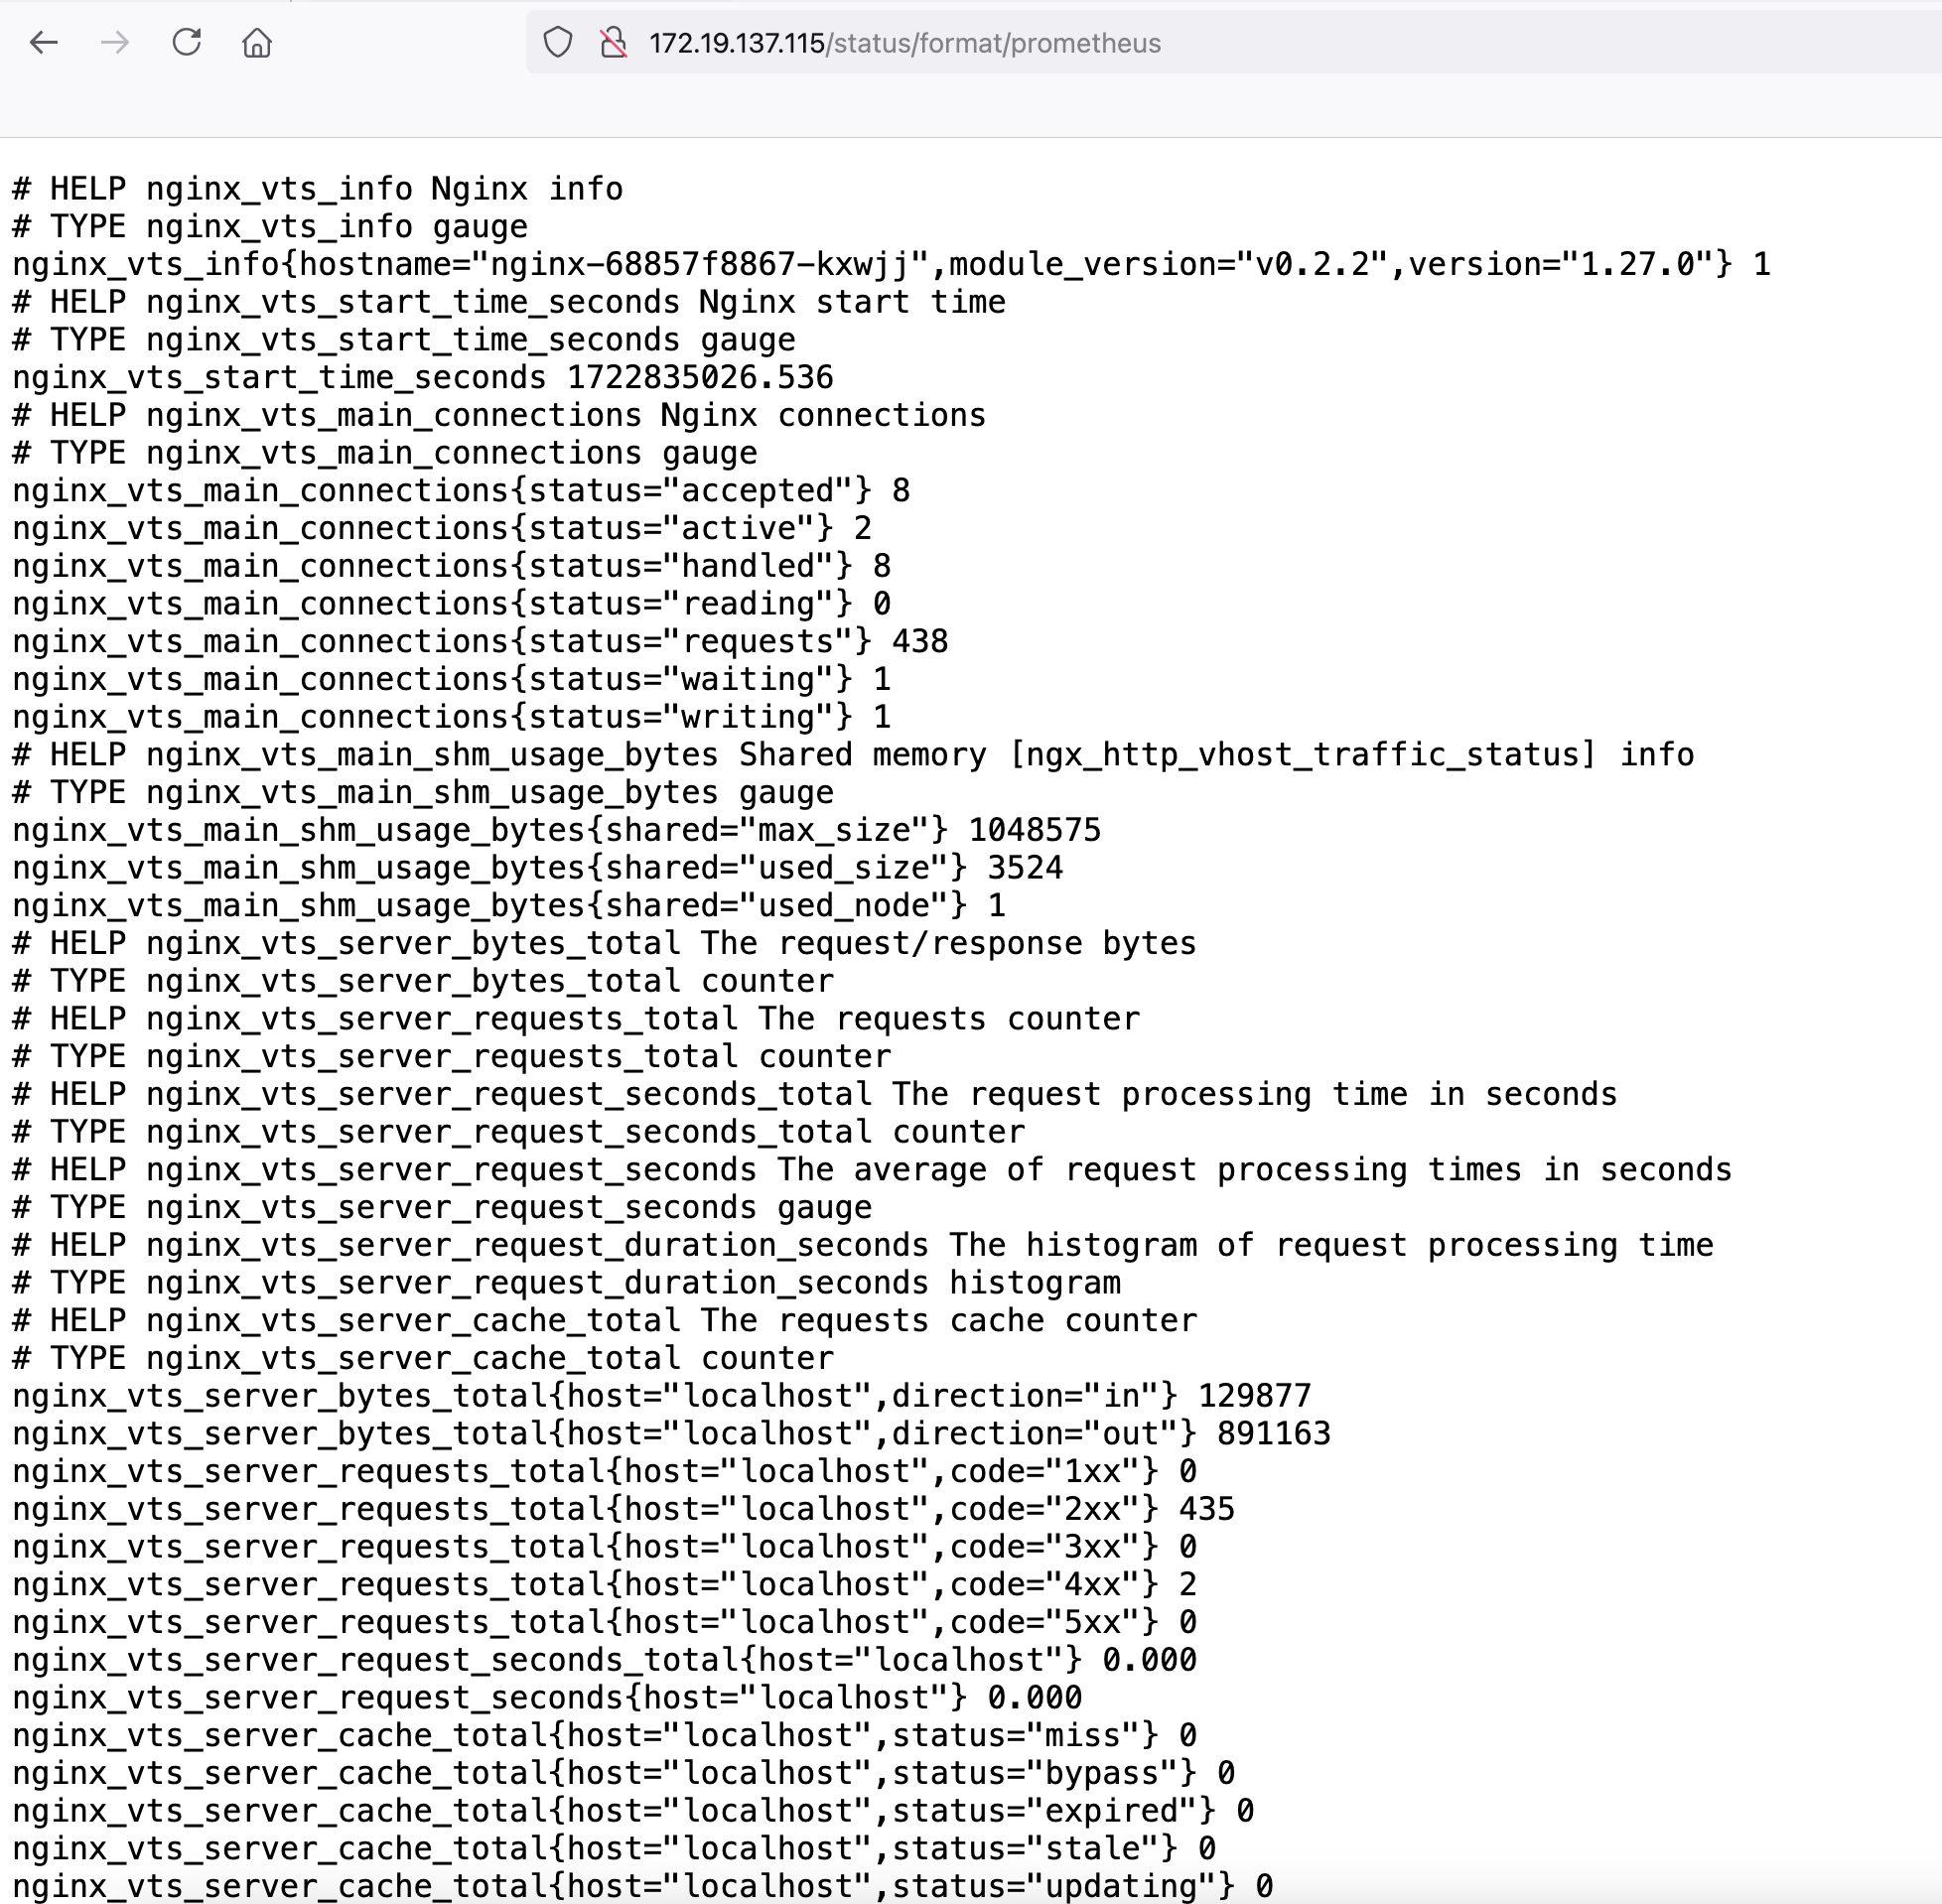 172.19.137.115/status/format/prometheus
# HELP nginx_vts_info Nginx info
# TYPE nginx_vts_info gauge
nginx_vts_info{hostname="nginx-68857f8867-kxwjj",module_version="v0.2.2",version="1.27.0"} 1
# HELP nginx_vts_start_time_seconds Nginx start time
# TYPE nginx_vts_start_time_seconds gauge
nginx_vts_start_time_seconds 1722835026.536
# HELP nginx_vts_main_connections Nginx connections
# TYPE nginx_vts_main_connections gauge
nginx_vts_main_connections{status="accepted"} 8
nginx_vts_main_connections{status="active"} 2
nginx_vts_main_connections{status="handled"} 8
nginx_vts_main_connections{status="reading"} 0
nginx_vts_main_connections{status="requests"} 438
nginx_vts_main_connections{status="waiting"} 1
nginx_vts_main_connections{status="writing"} 1
# HELP nginx_vts_main_shm_usage_bytes Shared memory [ngx_http_vhost_traffic_status] info
# TYPE nginx_vts_main_shm_usage_bytes gauge
nginx_vts_main_shm_usage_bytes{shared="max_size"} 1048575
nginx_vts_main_shm_usage_bytes{shared="used_size"} 3524
nginx_vts_main_shm_usage_bytes{shared="used_node"} 1
# HELP nginx_vts_server_bytes_total The request/response bytes
# TYPE nginx_vts_server_bytes_total counter
# HELP nginx_vts_server_requests_total The requests counter
# TYPE nginx_vts_server_requests_total counter
# HELP nginx_vts_server_request_seconds_total The request processing time in seconds
# TYPE nginx_vts_server_request_seconds_total counter
# HELP nginx_vts_server_request_seconds The average of request processing times in seconds
# TYPE nginx_vts_server_request_seconds gauge
# HELP nginx_vts_server_request_duration_seconds The histogram of request processing time
# TYPE nginx_vts_server_request_duration_seconds histogram
# HELP nginx_vts_server_cache_total The requests cache counter
# TYPE nginx_vts_server_cache_total counter
nginx_vts_server_bytes_total{host="localhost",direction="in"} 129877
nginx_vts_server_bytes_total{host="localhost",direction="out"} 891163
nginx_vts_server_requests_total{host="localhost",code="1xx"} 0
nginx_vts_server_requests_total{host="localhost",code="2xx"} 435
nginx_vts_server_requests_total{host="localhost",code="3xx"} 0
nginx_vts_server_requests_total{host="localhost",code="4xx"} 2
nginx_vts_server_requests_total{host="localhost",code="5xx"} 0
nginx_vts_server_request_seconds_total{host="localhost"} 0.000
nginx_vts_server_request_seconds{host="localhost"} 0.000
nginx_vts_server_cache_total{host="localhost",status="miss"} 0
nginx_vts_server_cache_total{host="localhost",status="bypass"} 0
nginx_vts_server_cache_total{host="localhost",status="expired"} 0
nginx_vts_server_cache_total{host="localhost",status="stale"} 0
nginx_vts_server_cache_total{host="localhost",status="updating"} 0